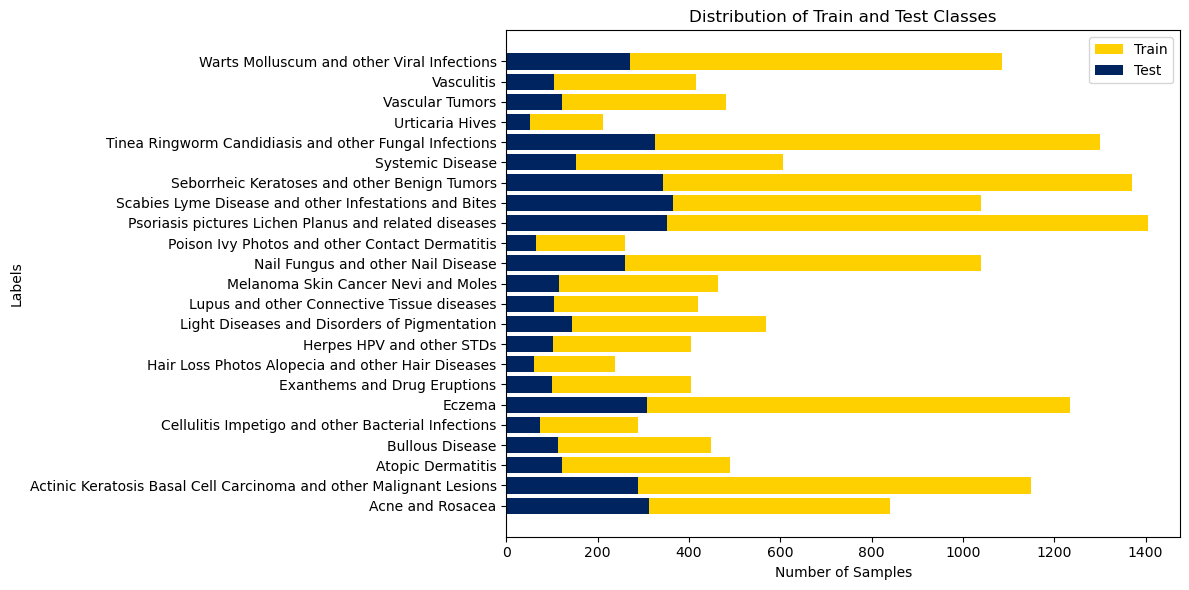 Distribution of Train and Test Classes
Train
Test
Warts Molluscum and other Viral Infections
Vasculitis
Vascular Tumors
Urticaria Hives
Tinea Ringworm Candidiasis and other Fungal Infections
Systemic Disease
Seborrheic Keratoses and other Benign Tumors
Scabies Lyme Disease and other Infestations and Bites
Psoriasis pictures Lichen Planus and related diseases
Poison Ivy Photos and other Contact Dermatitis
Nail Fungus and other Nail Disease
Melanoma Skin Cancer Nevi and Moles
Lupus and other Connective Tissue diseases
Light Diseases and Disorders of Pigmentation
Herpes HPV and other STDs
Hair Loss Photos Alopecia and other Hair Diseases
Exanthems and Drug Eruptions
Eczema
Cellulitis Impetigo and other Bacterial Infections
Bullous Disease
Atopic Dermatitis
Actinic Keratosis Basal Cell Carcinoma and other Malignant Lesions
Acne and Rosacea
Labels
0 200 400 600 800 1000 1200 1400
Number of Samples